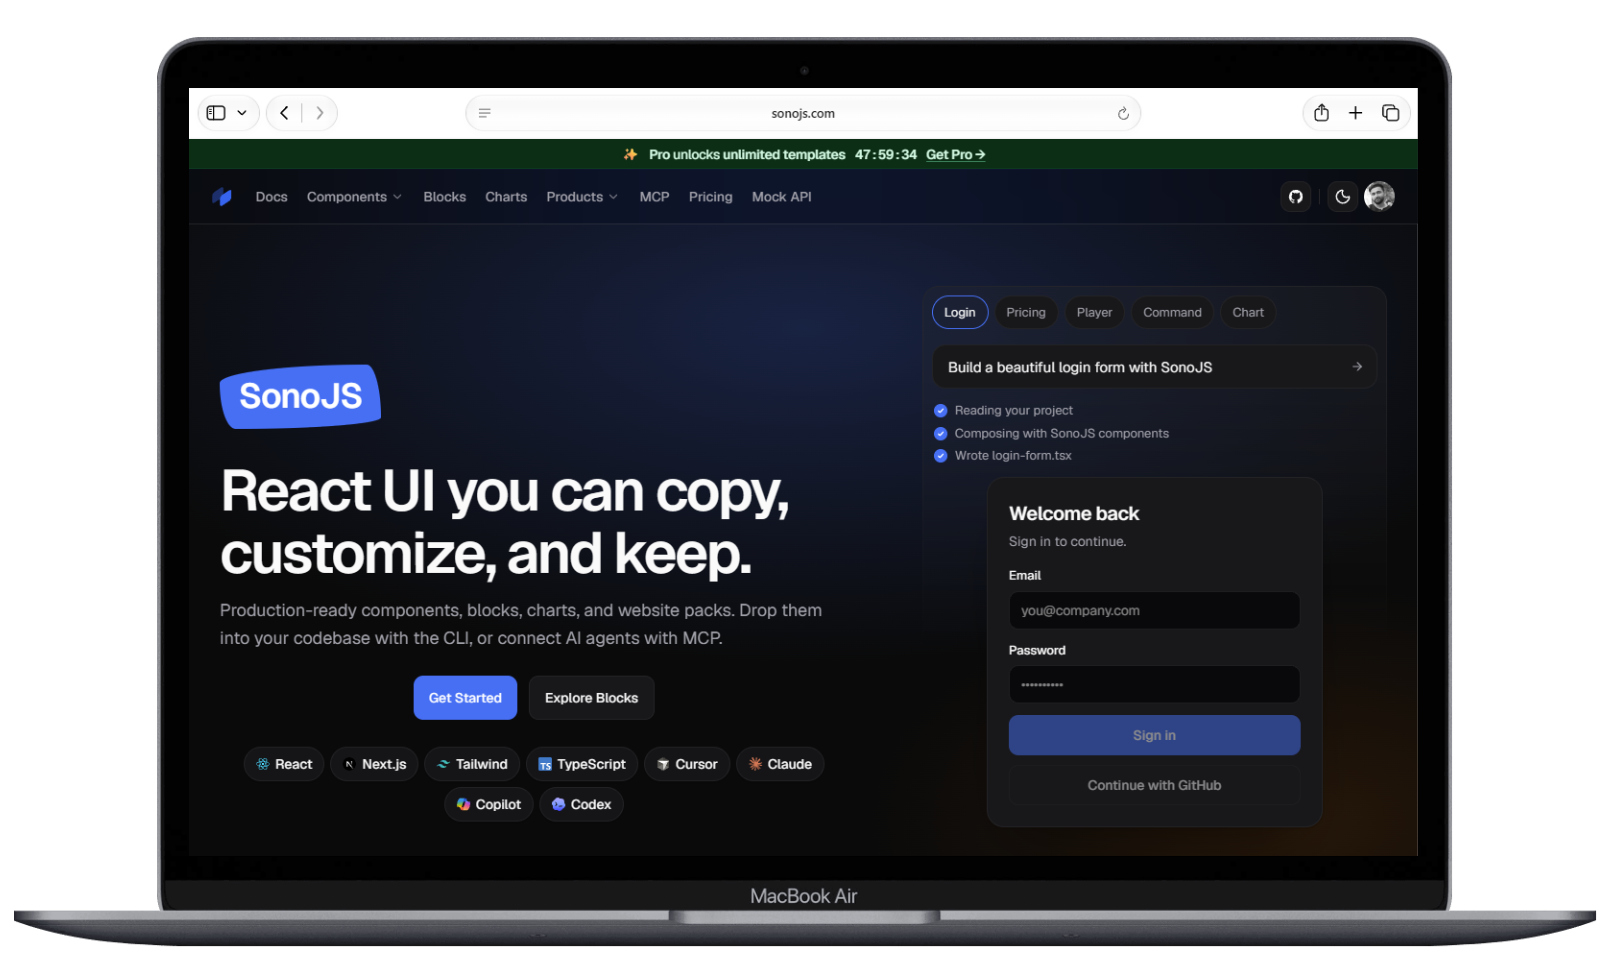 sonojs.com
✨ Pro unlocks unlimited templates 47:59:34 Get Pro →
Docs Components Blocks Charts Products MCP Pricing Mock API
Login Pricing Player Command Chart
Build a beautiful login form with SonoJS →
Reading your project
Composing with SonoJS components
Wrote login-form.tsx
SonoJS
React UI you can copy,
customize, and keep.
Production-ready components, blocks, charts, and website packs. Drop them
into your codebase with the CLI, or connect AI agents with MCP.
Get Started Explore Blocks
React Next.js Tailwind TypeScript Cursor Claude
Copilot Codex
Welcome back
Sign in to continue.
Email
you@company.com
Password
••••••••••
Sign in
Continue with GitHub
MacBook Air